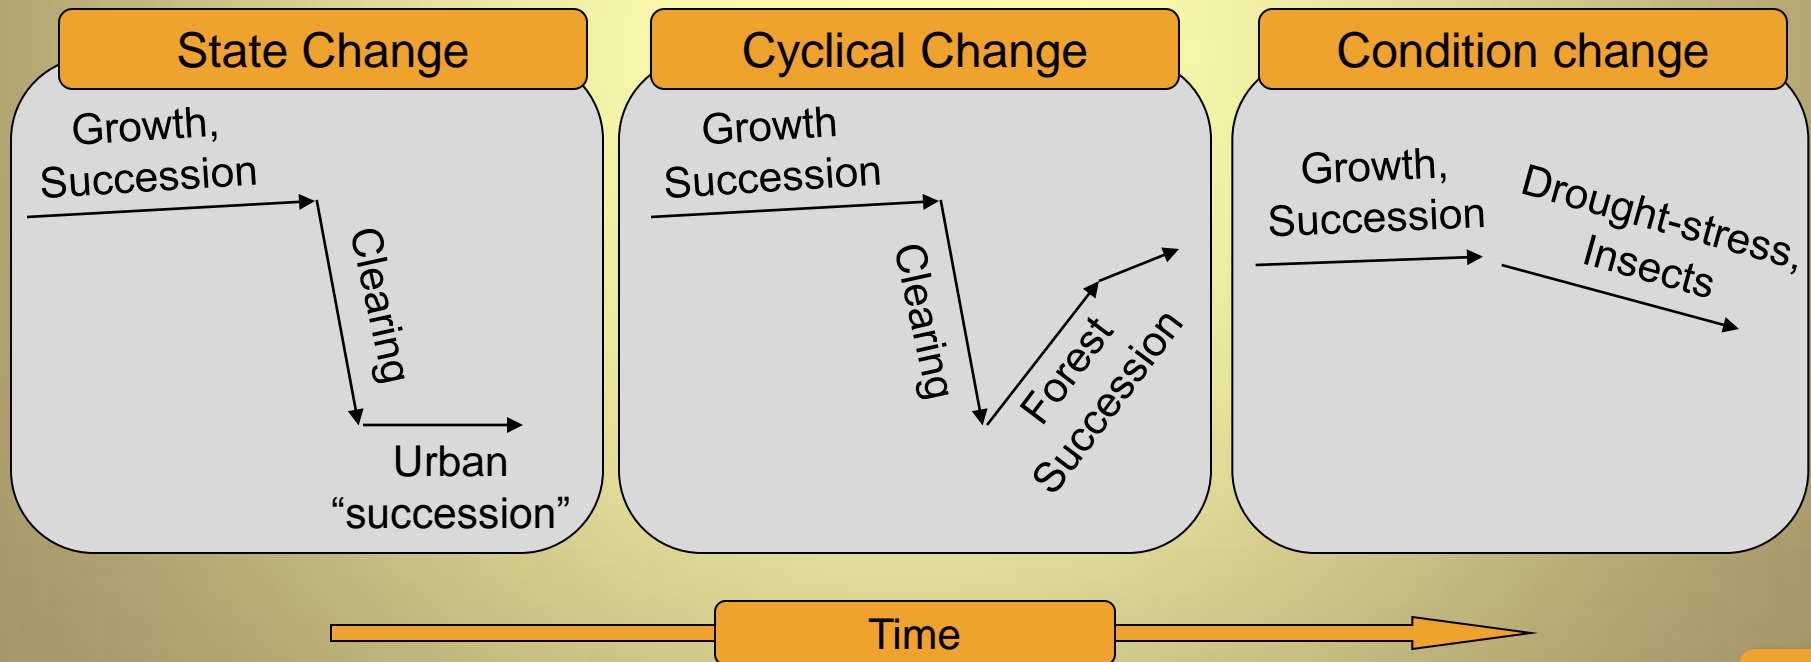 State Change
Growth,
Succession
Clearing
Urban
“succession”
Cyclical Change
Growth
Succession
Clearing
Forest
Succession
Condition change
Growth,
Succession
Drought-stress,
Insects
Time